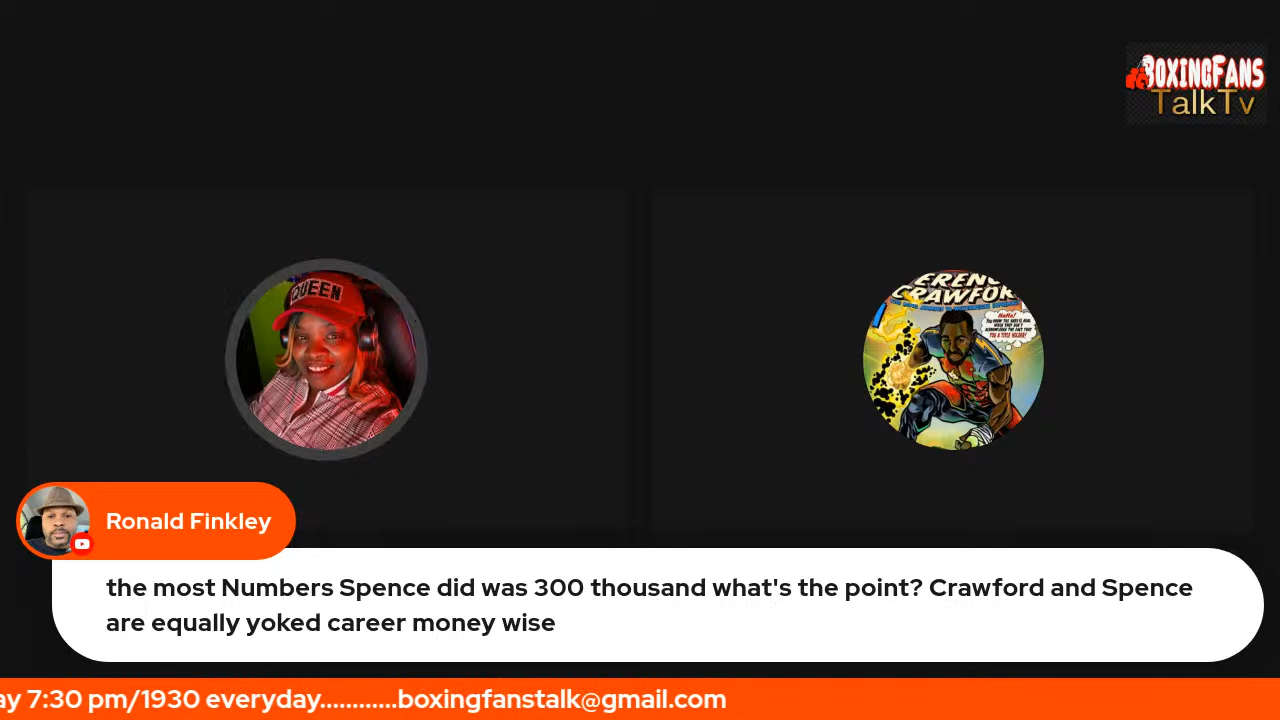 BOXINGFANS
TalkTv
QUEEN
CRAWFOR
Ronald Finkley
the most Numbers Spence did was 300 thousand what's the point? Crawford and Spence
are equally yoked career money wise
ay 7:30 pm/1930 everyday............boxingfanstalk@gmail.com